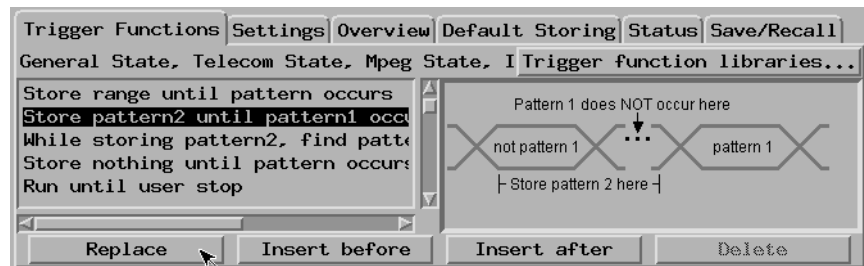 Trigger Functions Settings Overview Default Storing Status Save/Recall
General State, Telecom State, Mpeg State, I Trigger function libraries...
Store range until pattern occurs
Store pattern2 until pattern1 occu
While storing pattern2, find patte
Store nothing until pattern occurs
Run until user stop
Pattern 1 does NOT occur here
...
not pattern 1 pattern 1
Store pattern 2 here
Replace Insert before Insert after Delete